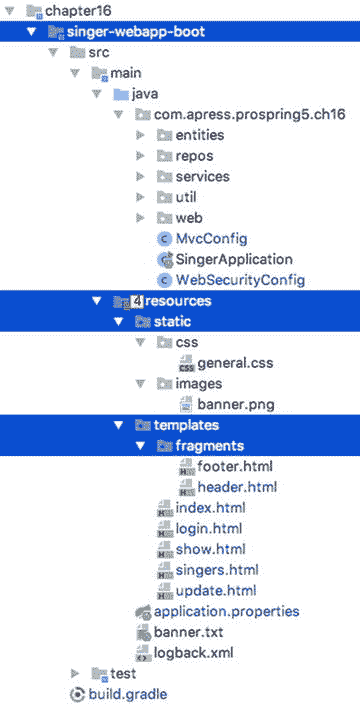 chapter16
singer-webapp-boot
src
main
java
com.apress.prospring5.ch16
entities
repos
services
util
web
MvcConfig
SingerApplication
WebSecurityConfig
4 resources
static
css
general.css
images
banner.png
templates
fragments
footer.html
header.html
index.html
login.html
show.html
singers.html
update.html
application.properties
banner.txt
logback.xml
test
build.gradle